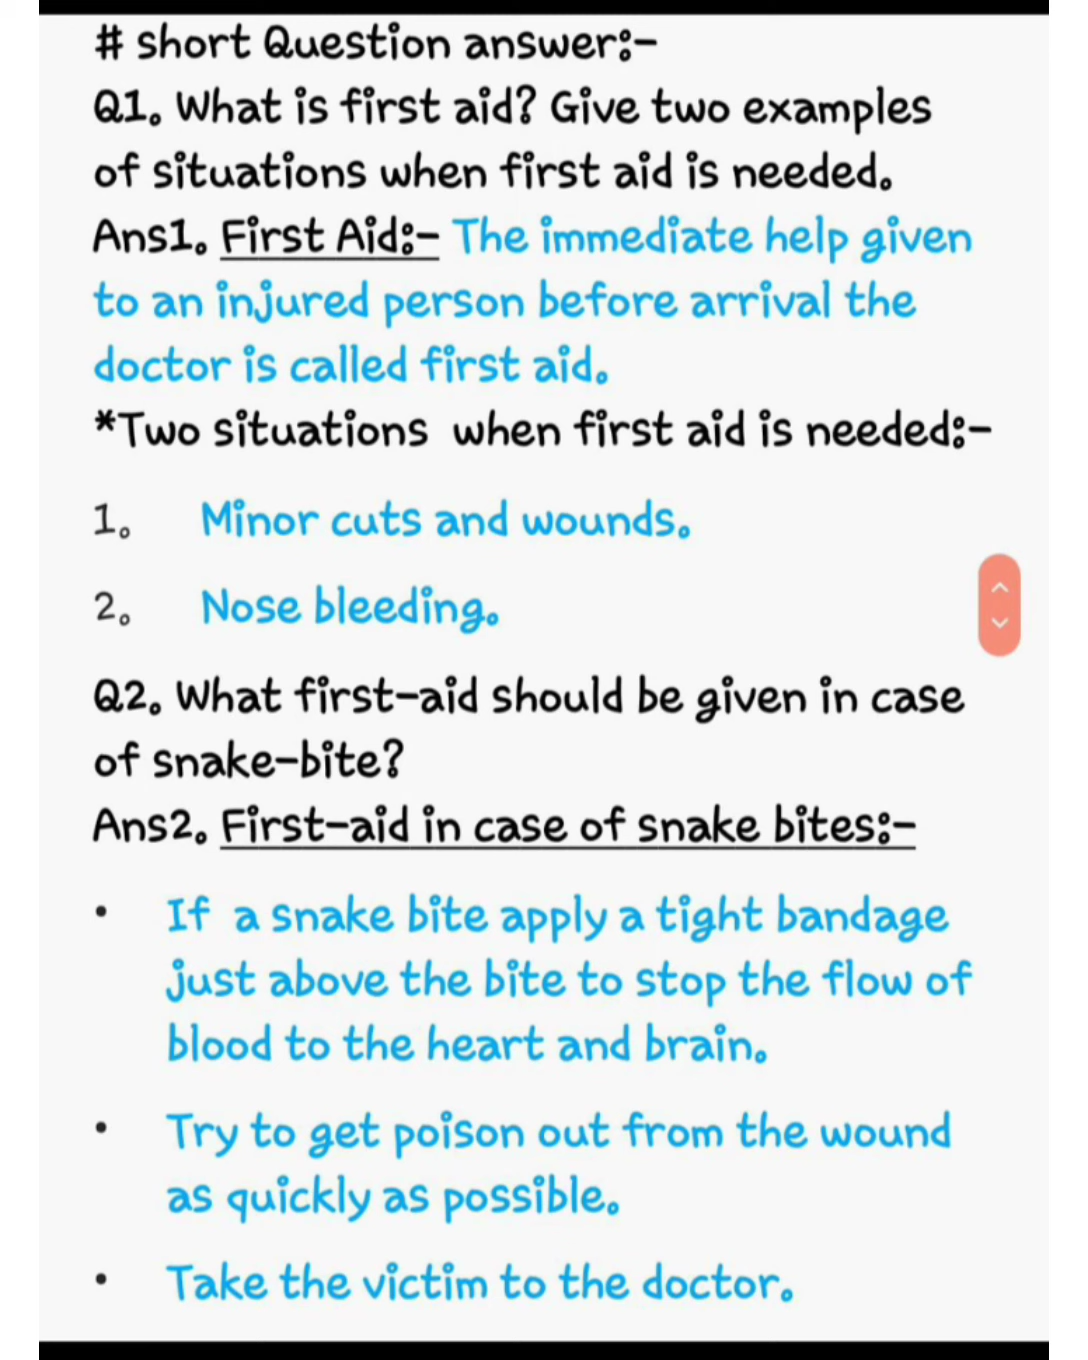 # short Question answer:-
Q1. What is first aid? Give two examples
of situations when first aid is needed.
Ans1. First Aid:- The immediate help given
to an injured person before arrival the
doctor is called first aid.
*Two situations when first aid is needed:-
1. Minor cuts and wounds.
2. Nose bleeding.
Q2. What first-aid should be given in case
of snake-bite?
Ans2. First-aid in case of snake bites:-
• If a snake bite apply a tight bandage
just above the bite to stop the flow of
blood to the heart and brain.
• Try to get poison out from the wound
as quickly as possible.
• Take the victim to the doctor.